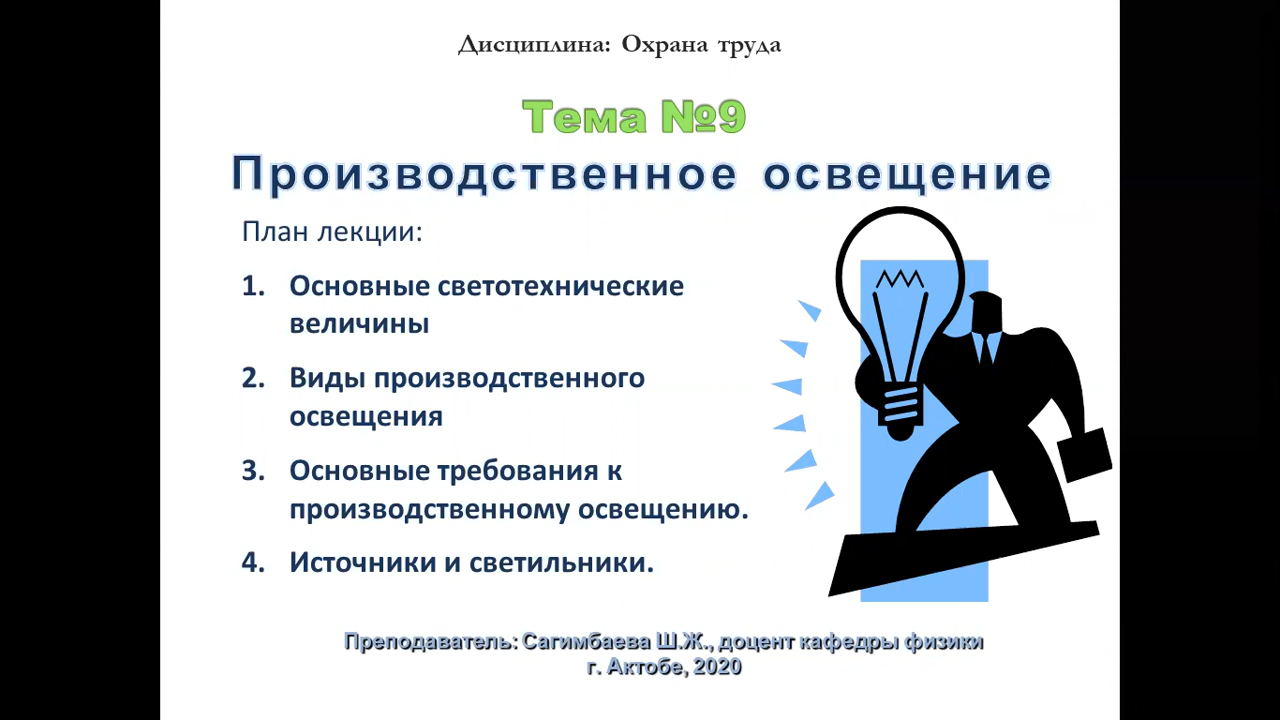 Дисциплина: Охрана труда
Тема №9
Производственное освещение
План лекции:
1. Основные светотехнические
величины
2. Виды производственного
освещения
3. Основные требования к
производственному освещению.
4. Источники и светильники.
Преподаватель: Сагимбаева Ш.Ж., доцент кафедры физики
г. Актобе, 2020